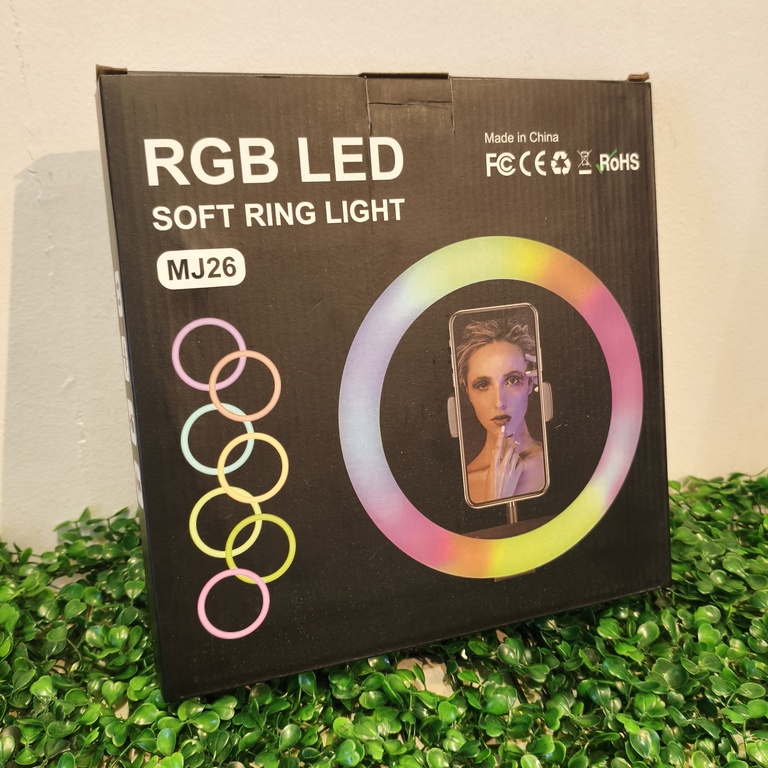 RGB LED
SOFT RING LIGHT
MJ26
Made in China
FC CE RoHS